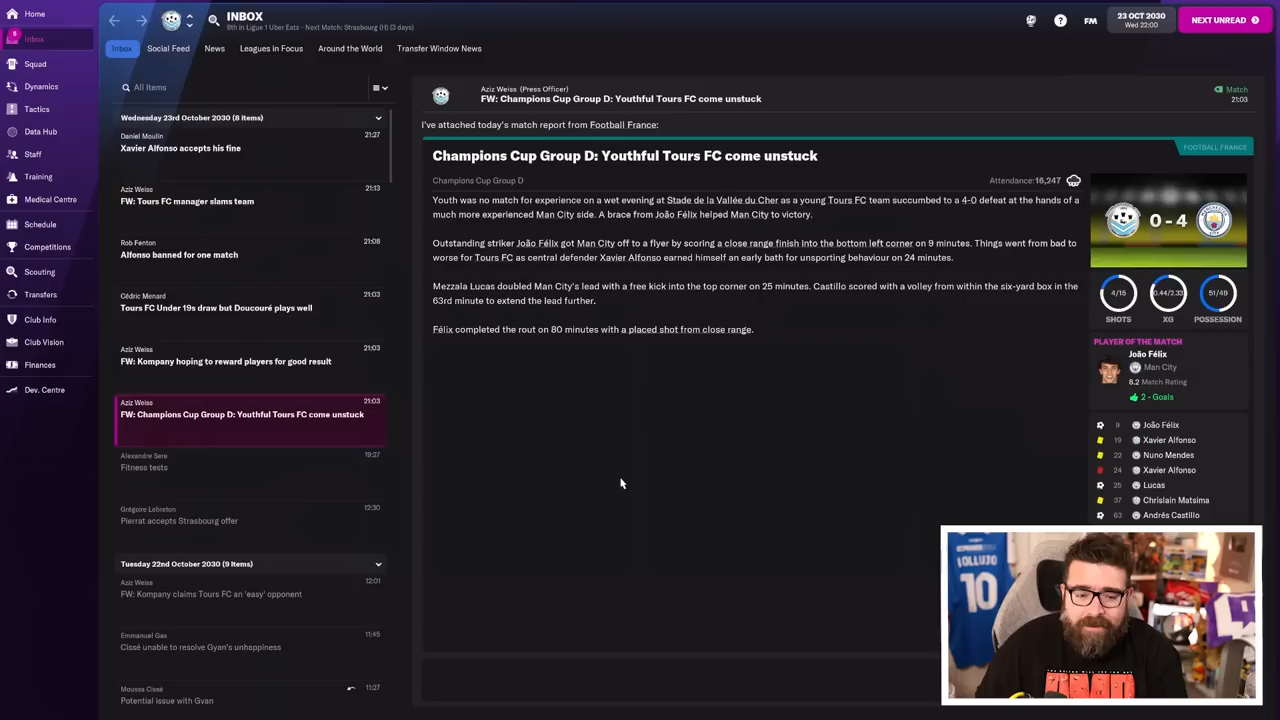 Home
5
Inbox
Squad
Dynamics
Tactics
Data Hub
Staff
Training
Medical Centre
Schedule
Competitions
Scouting
Transfers
Club Info
Club Vision
Finances
Dev. Centre
INBOX
8th in Ligue 1 Uber Eats - Next Match: Strasbourg (H) (3 days)
FM
23 OCT 2030
Wed 22:00
NEXT UNREAD
Inbox
Social Feed
News
Leagues in Focus
Around the World
Transfer Window News
All Items
Wednesday 23rd October 2030 (8 Items)
Daniel Moulin
21:27
Xavier Alfonso accepts his fine
Aziz Weiss
21:13
FW: Tours FC manager slams team
Rob Fenton
21:08
Alfonso banned for one match
Cédric Menard
21:03
Tours FC Under 19s draw but Doucouré plays well
Aziz Weiss
21:03
FW: Kompany hoping to reward players for good result
Aziz Weiss
21:03
FW: Champions Cup Group D: Youthful Tours FC come unstuck
Alexandre Sere
19:27
Fitness tests
Grégoire Lebreton
12:30
Pierrat accepts Strasbourg offer
Tuesday 22nd October 2030 (9 Items)
Aziz Weiss
12:01
FW: Kompany claims Tours FC an 'easy' opponent
Emmanuel Gas
11:45
Cissé unable to resolve Gyan's unhappiness
Moussa Cissé
11:27
Potential issue with Gyan
Aziz Weiss (Press Officer)
FW: Champions Cup Group D: Youthful Tours FC come unstuck
Match
21:03
I've attached today's match report from Football France:
FOOTBALL FRANCE
Champions Cup Group D: Youthful Tours FC come unstuck
Champions Cup Group D
Attendance: 16,247
Youth was no match for experience on a wet evening at Stade de la Vallée du Cher as a young Tours FC team succumbed to a 4-0 defeat at the hands of a
much more experienced Man City side. A brace from João Félix helped Man City to victory.
Outstanding striker João Félix got Man City off to a flyer by scoring a close range finish into the bottom left corner on 9 minutes. Things went from bad to
worse for Tours FC as central defender Xavier Alfonso earned himself an early bath for unsporting behaviour on 24 minutes.
Mezzala Lucas doubled Man City's lead with a free kick into the top corner on 25 minutes. Castillo scored with a volley from within the six-yard box in the
63rd minute to extend the lead further.
Félix completed the rout on 80 minutes with a placed shot from close range.
0 - 4
4/15
0.44/2.33
51/49
SHOTS
XG
POSSESSION
PLAYER OF THE MATCH
João Félix
Man City
8.2 Match Rating
2 - Goals
9 João Félix
19 Xavier Alfonso
22 Nuno Mendes
24 Xavier Alfonso
25 Lucas
37 Chrislain Matsima
63 Andrés Castillo
LOLLUJO
10